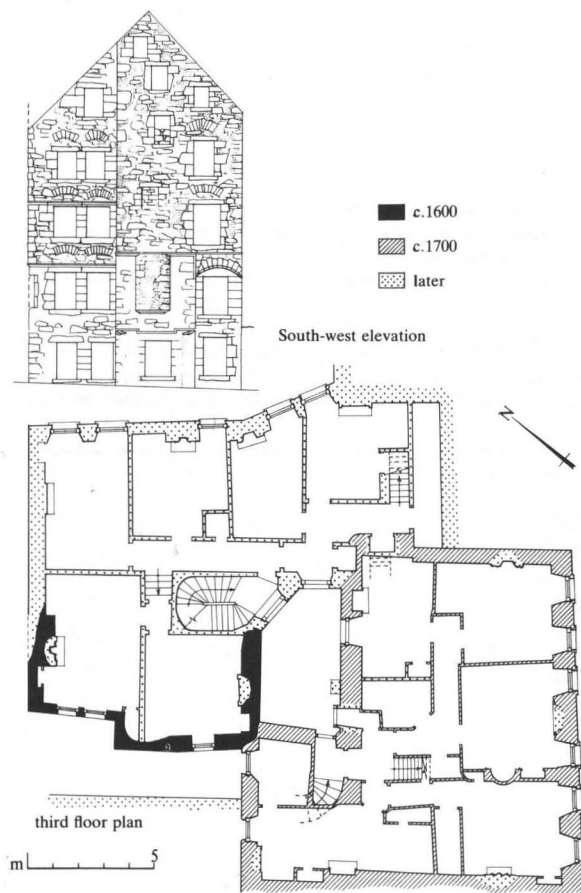 c.1600
c.1700
later
South-west elevation
N
third floor plan
m 5